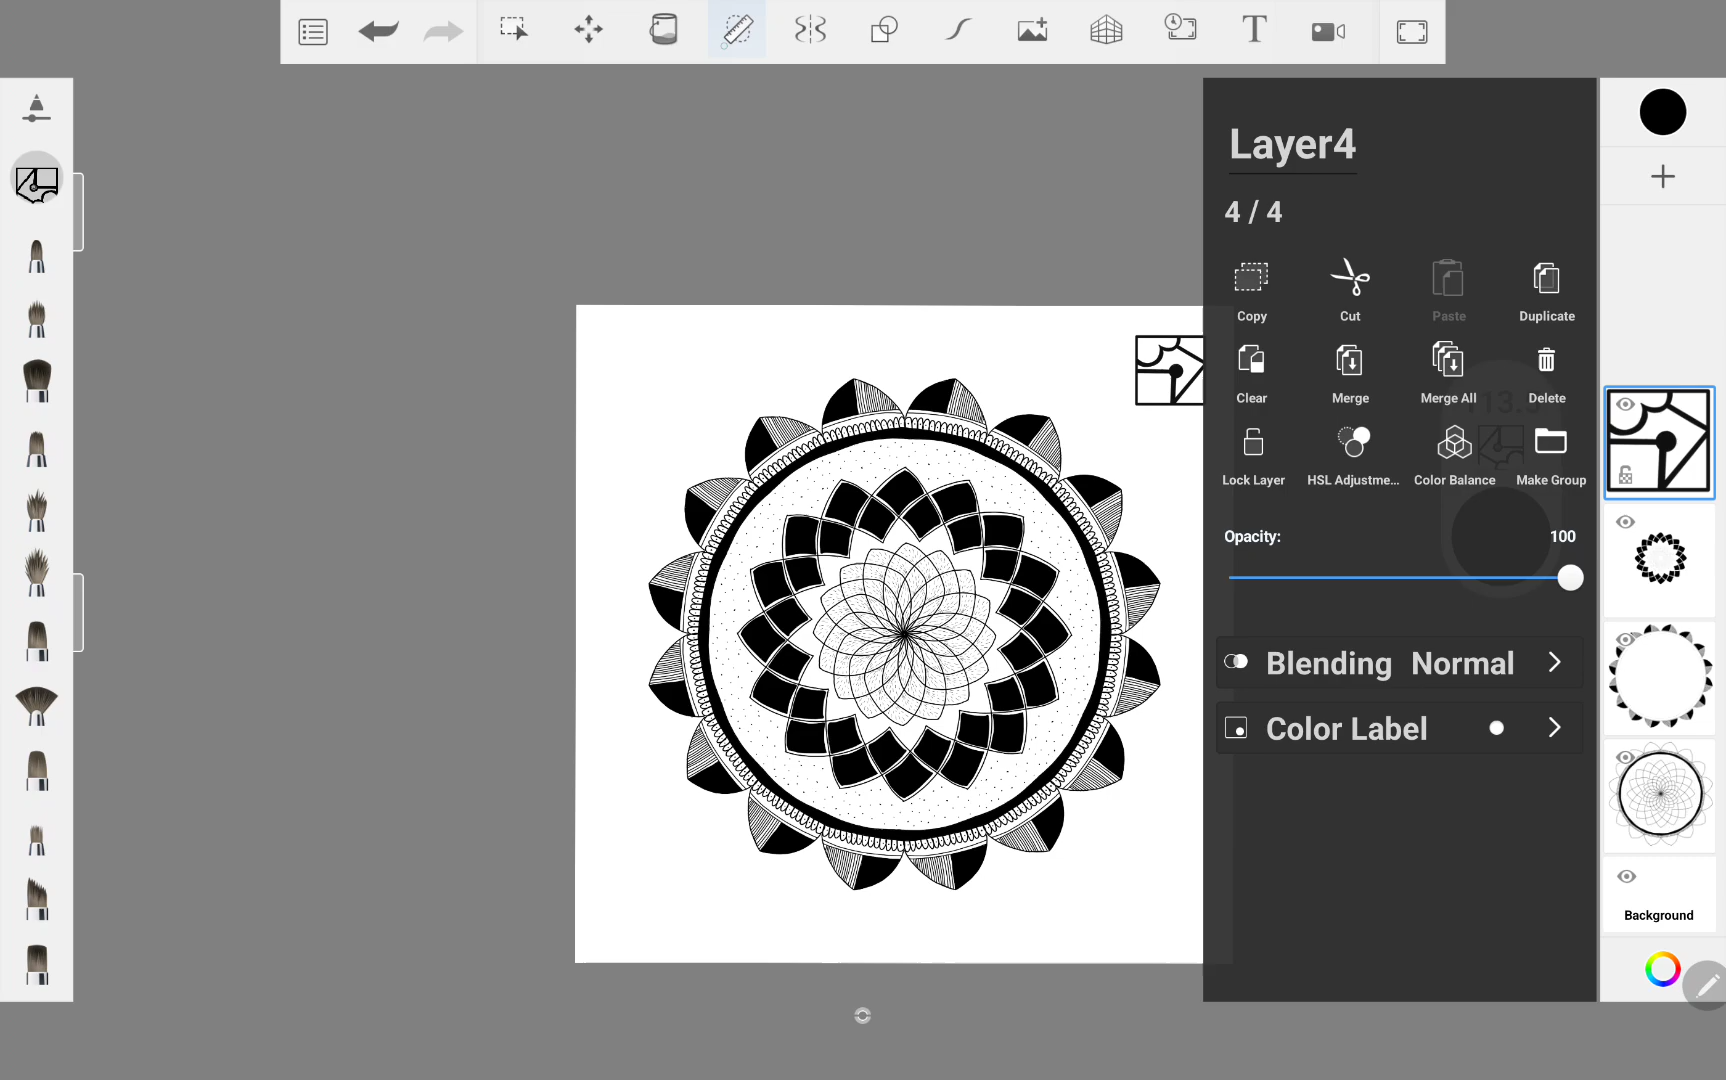 T
Layer4
4 / 4
Copy Cut Paste Duplicate
Clear Merge Merge All Delete
Lock Layer HSL Adjustme... Color Balance Make Group
Opacity: 100
Blending Normal
Color Label
Background